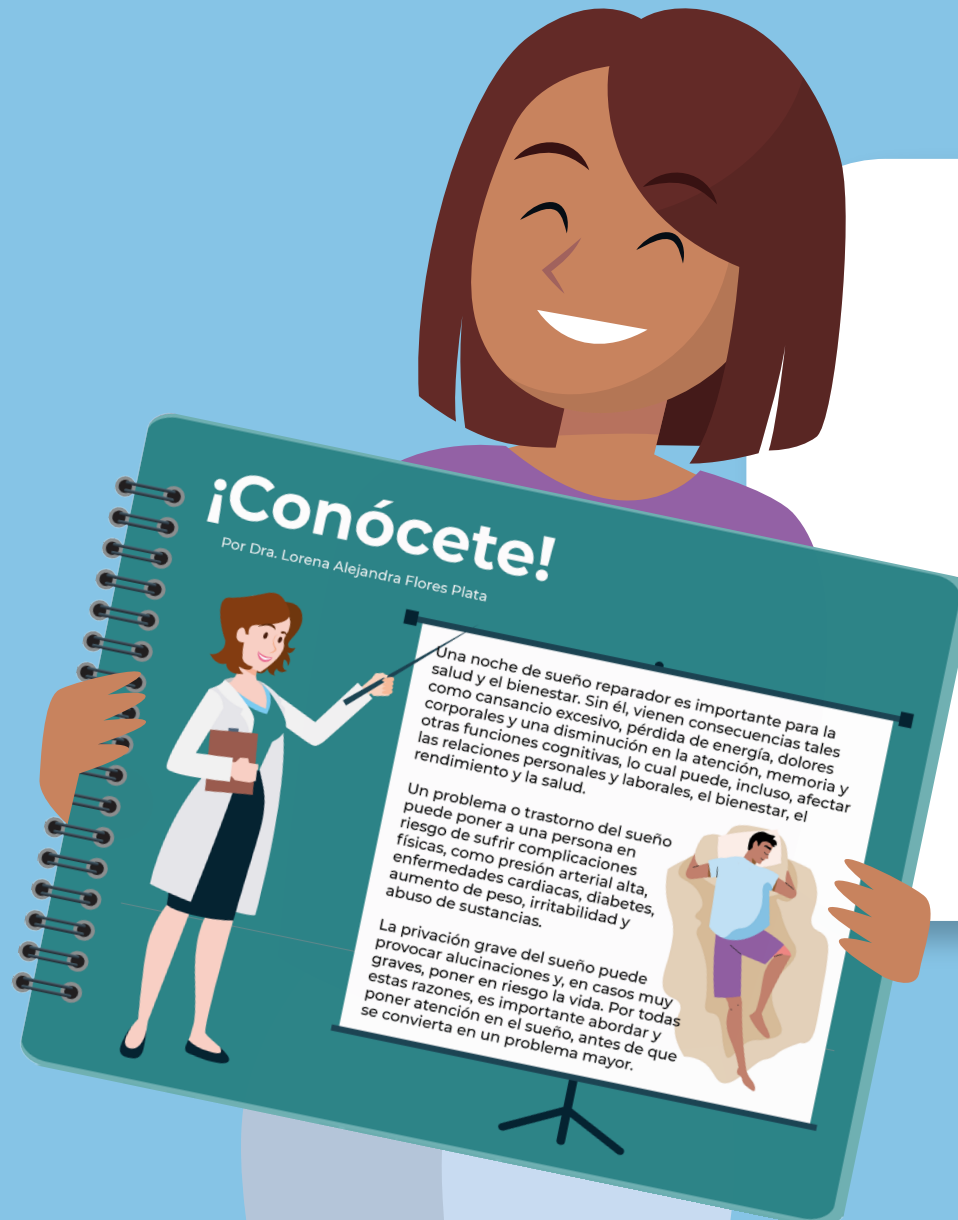 ¡Conócete!
Por Dra. Lorena Alejandra Flores Plata
Una noche de sueño reparador es importante para la
salud y el bienestar. Sin él, vienen consecuencias tales
como cansancio excesivo, pérdida de energía, dolores
corporales y una disminución en la atención, memoria y
otras funciones cognitivas, lo cual puede, incluso, afectar
las relaciones personales y laborales, el bienestar, el
rendimiento y la salud.
Un problema o trastorno del sueño
puede poner a una persona en
riesgo de sufrir complicaciones
físicas, como presión arterial alta,
enfermedades cardiacas, diabetes,
aumento de peso, irritabilidad y
abuso de sustancias.
La privación grave del sueño puede
provocar alucinaciones y, en casos muy
graves, poner en riesgo la vida. Por todas
estas razones, es importante abordar y
poner atención en el sueño, antes de que
se convierta en un problema mayor.